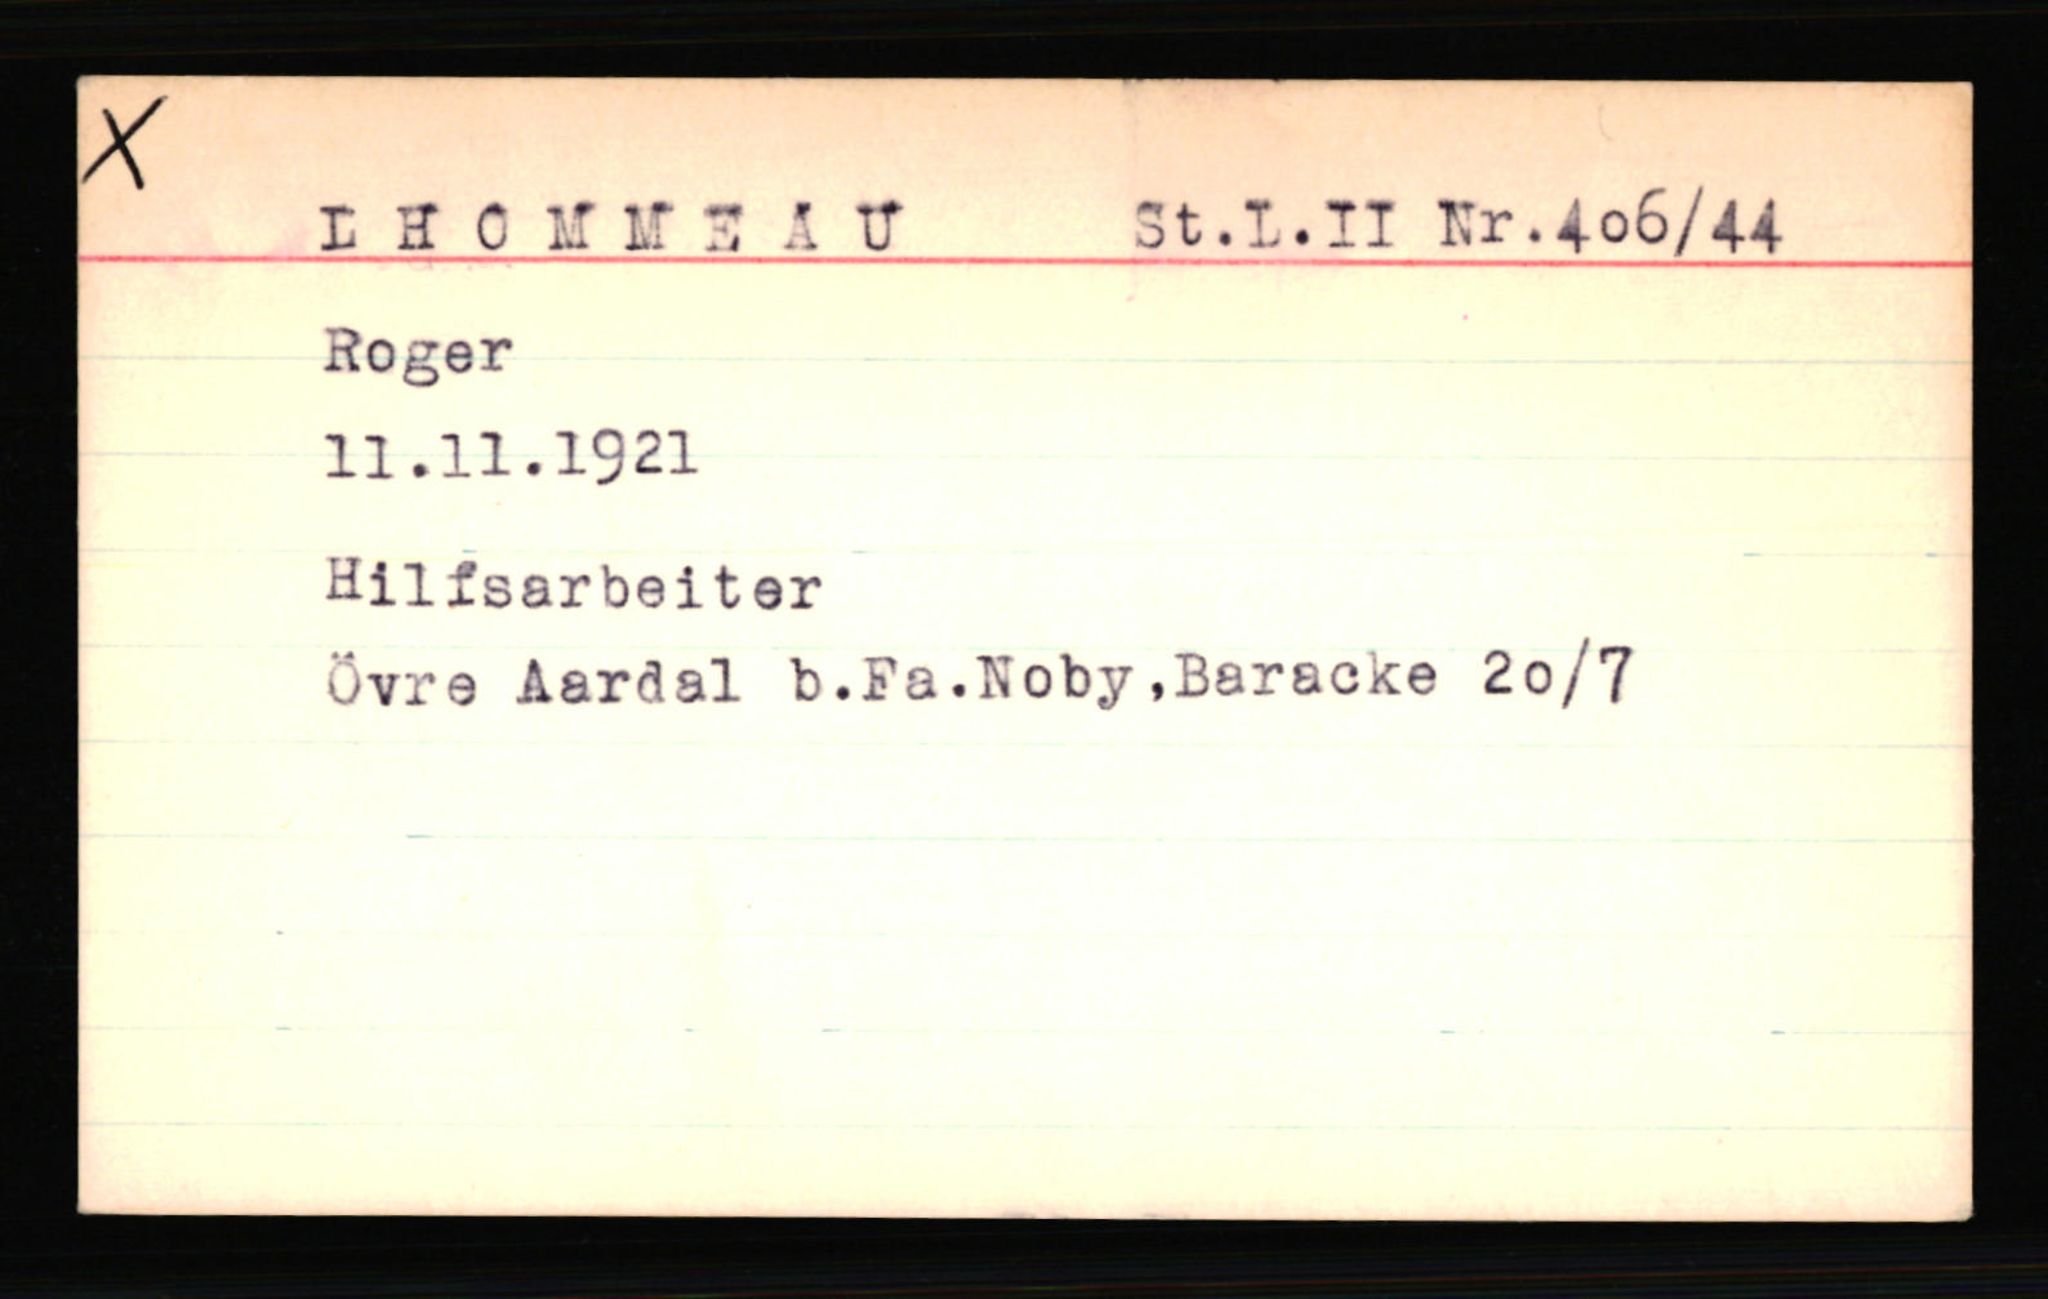 X
L H O M M E A U St.L.II Nr.4o6/44
Roger
11.11.1921
Hilfsarbeiter
Övre Aardal b.Fa.Noby,Baracke 2o/7